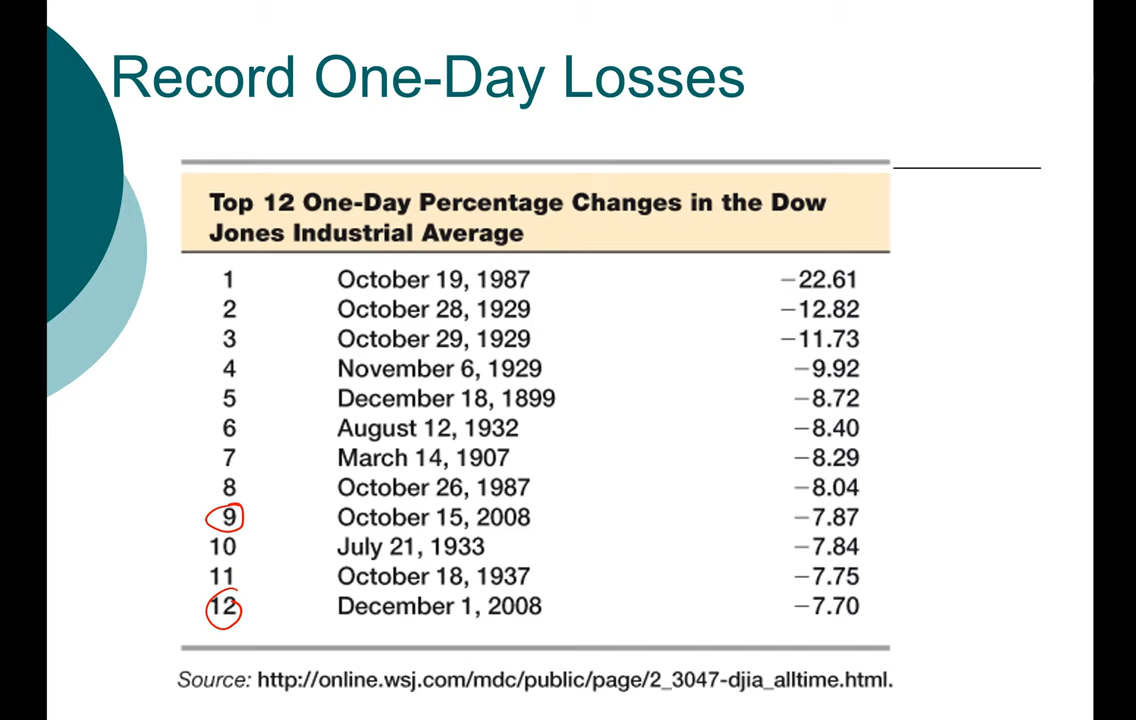 Record One-Day Losses
Top 12 One-Day Percentage Changes in the Dow
Jones Industrial Average
1 October 19, 1987 −22.61
2 October 28, 1929 −12.82
3 October 29, 1929 −11.73
4 November 6, 1929 −9.92
5 December 18, 1899 −8.72
6 August 12, 1932 −8.40
7 March 14, 1907 −8.29
8 October 26, 1987 −8.04
9 October 15, 2008 −7.87
10 July 21, 1933 −7.84
11 October 18, 1937 −7.75
12 December 1, 2008 −7.70
Source: http://online.wsj.com/mdc/public/page/2_3047-djia_alltime.html.